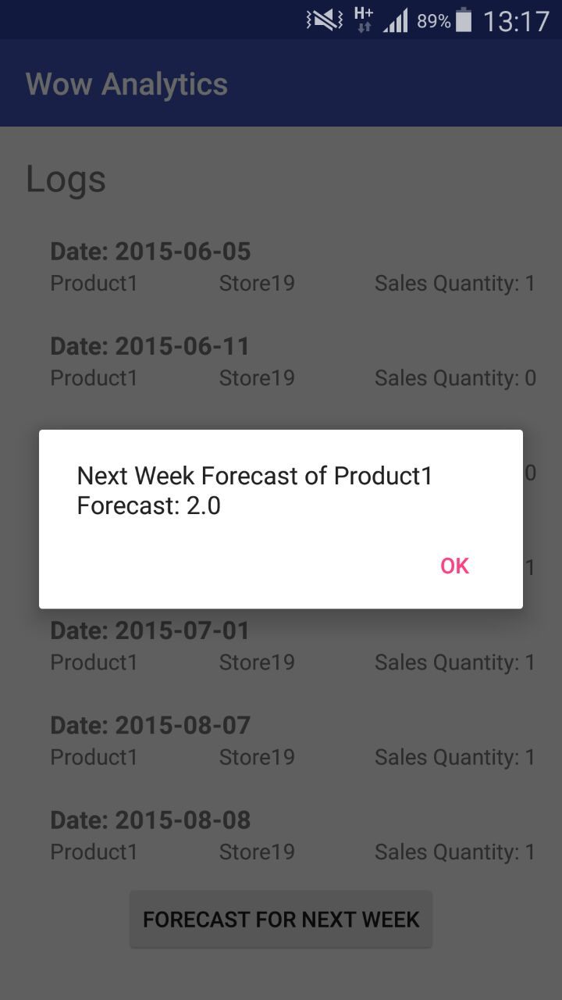 H+ 89% 13:17
Wow Analytics
Logs
Date: 2015-06-05
Product1 Store19 Sales Quantity: 1
Date: 2015-06-11
Product1 Store19 Sales Quantity: 0
0
Next Week Forecast of Product1
Forecast: 2.0
OK
1
Date: 2015-07-01
Product1 Store19 Sales Quantity: 1
Date: 2015-08-07
Product1 Store19 Sales Quantity: 1
Date: 2015-08-08
Product1 Store19 Sales Quantity: 1
FORECAST FOR NEXT WEEK